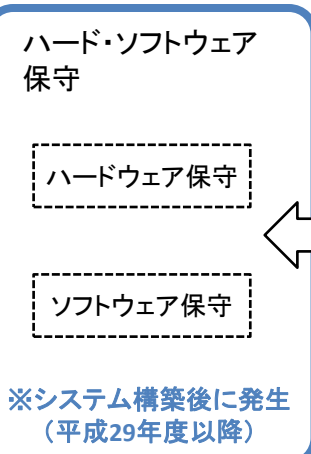 ハード・ソフトウェア
保守
ハードウェア保守
ソフトウェア保守
※システム構築後に発生
（平成29年度以降）